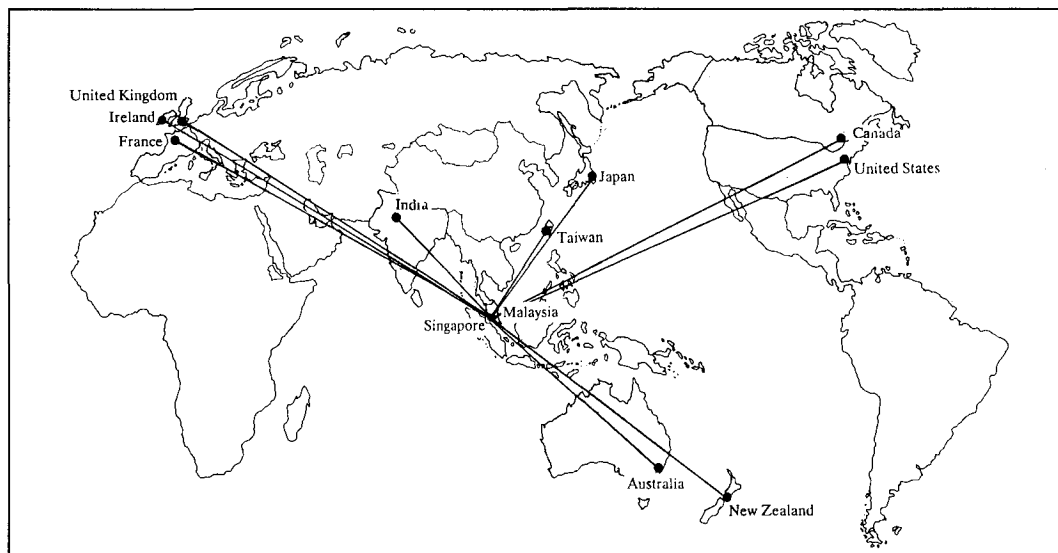 United Kingdom
Ireland
France
Canada
United States
Japan
India
Taiwan
Malaysia
Singapore
Australia
New Zealand